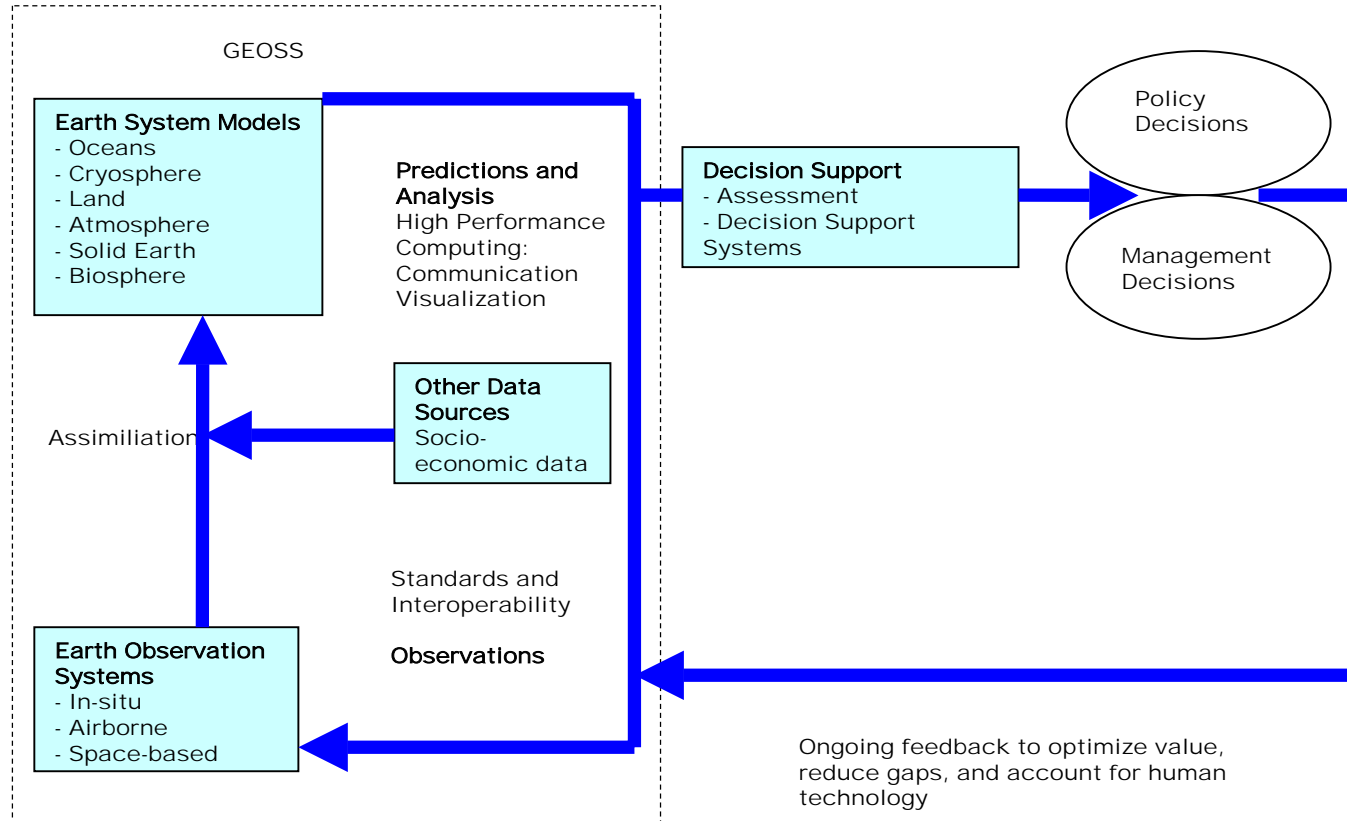 GEOSS
Earth System Models
- Oceans
- Cryosphere
- Land
- Atmosphere
- Solid Earth
- Biosphere
Predictions and
Analysis
High Performance
Computing:
Communication
Visualization
Decision Support
- Assessment
- Decision Support
Systems
Policy
Decisions
Management
Decisions
Other Data
Sources
Socio-
economic data
Assimiliation
Standards and
Interoperability
Observations
Earth Observation
Systems
- In-situ
- Airborne
- Space-based
Ongoing feedback to optimize value,
reduce gaps, and account for human
technology